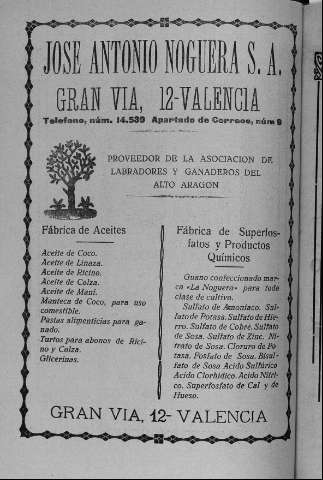 JOSE ANTONIO NOGUERA S. A.
GRAN VIA, 12-VALENCIA
Telefono, núm. 14.539 Apartado de Correos, núm 9
PROVEEDOR DE LA ASOCIACION DE
LABRADORES Y GANADEROS DEL
ALTO ARAGON
Fábrica de Aceites
Aceite de Coco.
Aceite de Linaza.
Aceite de Ricino.
Aceite de Colza.
Aceite de Maní.
Manteca de Coco, para uso
comestible.
Pastas alimenticias para ga-
nado.
Turtos para abonos de Rici-
no y Colza.
Glicerinas.
Fábrica de Superfos-
fatos y Productos
Químicos
Guano confeccionado mar-
ca «La Noguera» para toda
clase de cultivo.
Sulfato de Amoniaco. Sul-
fato de Potasa. Sulfato de Hie-
rro. Sulfato de Cobre. Sulfato
de Sosa. Sulfato de Zinc. Ni-
trato de Sosa. Cloruro de Po-
tasa. Fosfato de Sosa. Bisul-
fato de Sosa Acido Sulfúrico
Acido Clorhídico. Acido Nítri-
co. Superfosfato de Cal y de
Hueso.
GRAN VIA, 12- VALENCIA